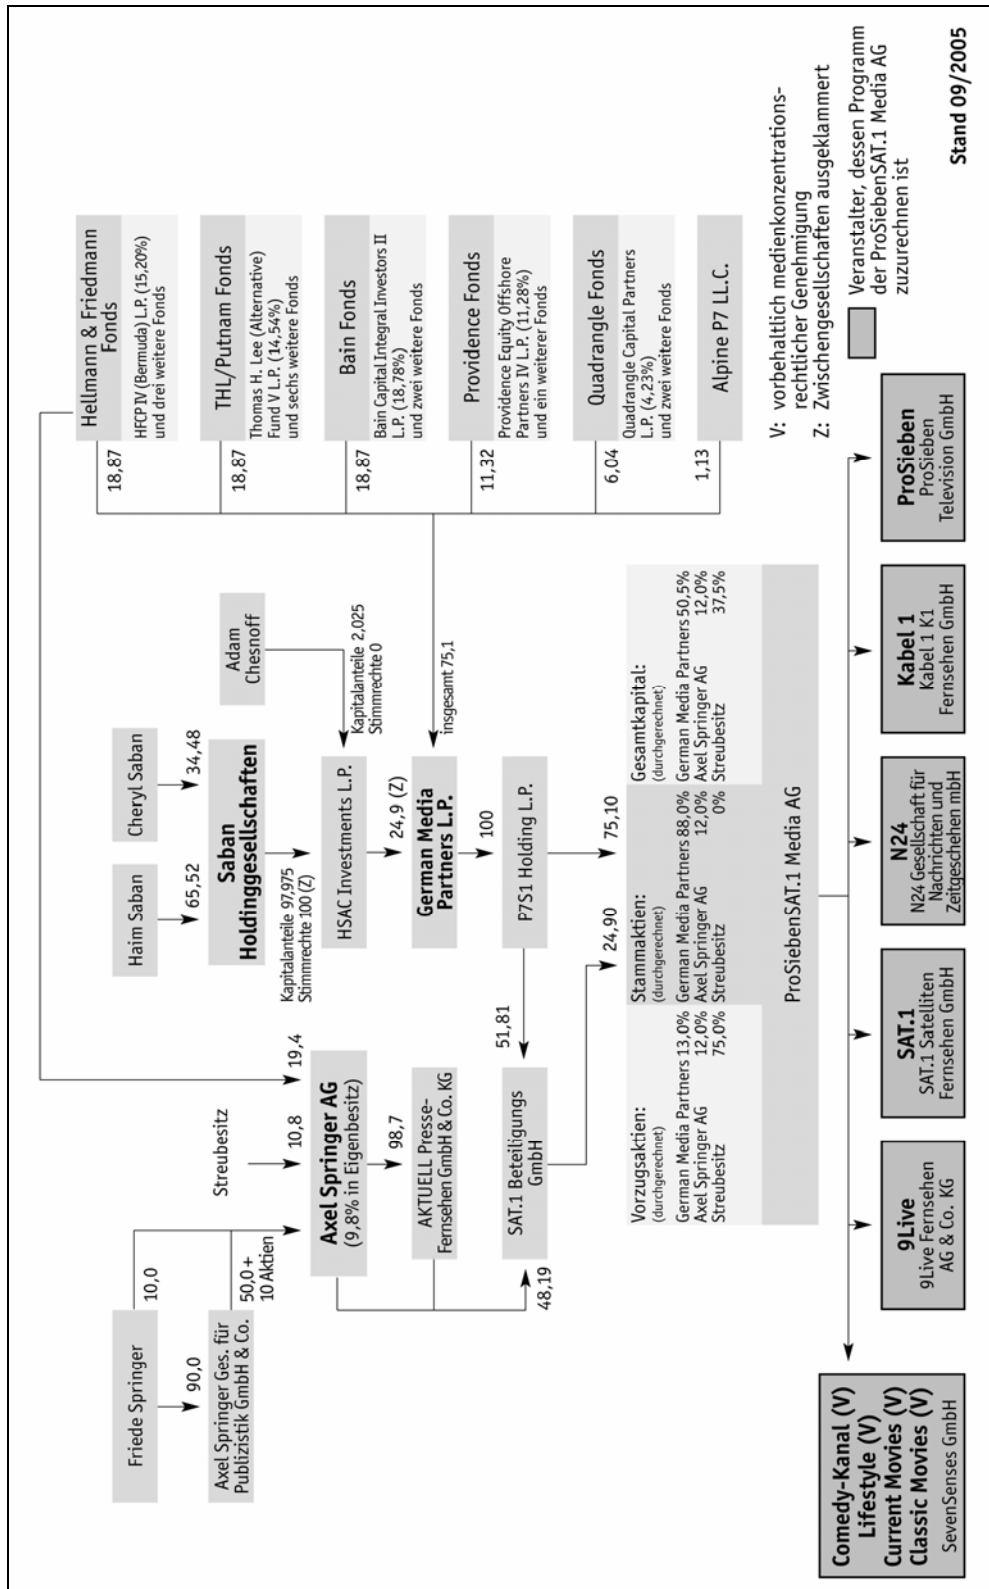 Friede Springer
10,0
90,0
Axel Springer Ges. für
Publizistik GmbH & Co.
50,0 +
10 Aktien
Streubesitz
10,8
19,4
Axel Springer AG
(9,8% in Eigenbesitz)
98,7
AKTUELL Presse-
Fernsehen GmbH & Co. KG
SAT.1 Beteiligungs
GmbH
48,19
51,81
Haim Saban
Cheryl Saban
65,52
34,48
Saban
Holdinggesellschaften
Kapitalanteile 97,975
Stimmrechte 100 (Z)
Adam
Chesnoff
Kapitalanteile 2,025
Stimmrechte 0
HSAC Investments L.P.
24,9 (Z)
German Media
Partners L.P.
insgesamt 75,1
100
P7S1 Holding L.P.
24,90
75,10
Hellmann & Friedmann
Fonds
HFCP IV (Bermuda) L.P. (15,20%)
und drei weitere Fonds
18,87
THL/Putnam Fonds
Thomas H. Lee (Alternative)
Fund V L.P. (14,54%)
und sechs weitere Fonds
18,87
Bain Fonds
Bain Capital Integral Investors II
L.P. (18,78%)
und zwei weitere Fonds
18,87
Providence Fonds
Providence Equity Offshore
Partners IV L.P. (11,28%)
und ein weiterer Fonds
11,32
Quadrangle Fonds
Quadrangle Capital Partners
L.P. (4,23%)
und zwei weitere Fonds
6,04
Alpine P7 LL.C.
1,13
Vorzugsaktien:
(durchgerechnet)
German Media Partners 13,0%
Axel Springer AG 12,0%
Streubesitz 75,0%
Stammaktien:
(durchgerechnet)
German Media Partners 88,0%
Axel Springer AG 12,0%
Streubesitz 0%
Gesamtkapital:
(durchgerechnet)
German Media Partners 50,5%
Axel Springer AG 12,0%
Streubesitz 37,5%
ProSiebenSAT.1 Media AG
V: vorbehaltlich medienkonzentrations-
rechtlicher Genehmigung
Z: Zwischengesellschaften ausgeklammert
Veranstalter, dessen Programm
der ProSiebenSAT.1 Media AG
zuzurechnen ist
Comedy-Kanal (V)
Lifestyle (V)
Current Movies (V)
Classic Movies (V)
SevenSenses GmbH
9Live
9Live Fernsehen
AG & Co. KG
SAT.1
SAT.1 Satelliten
Fernsehen GmbH
N24
N24 Gesellschaft für
Nachrichten und
Zeitgeschehen mbH
Kabel 1
Kabel 1 K1
Fernsehen GmbH
ProSieben
ProSieben
Television GmbH
Stand 09/2005